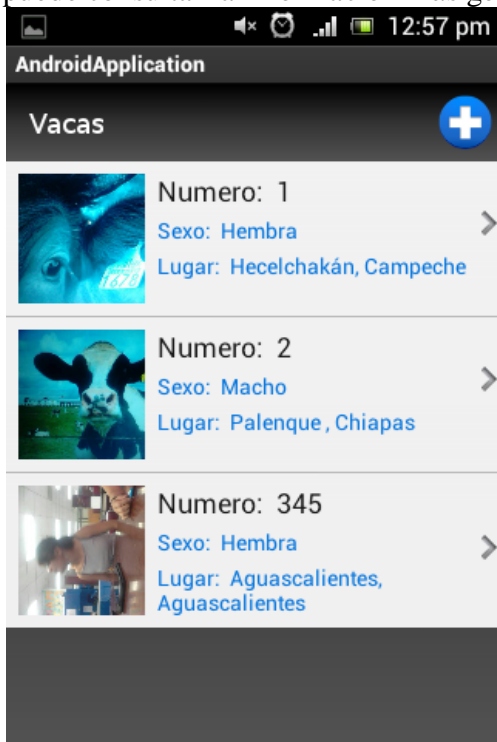 12:57 pm
AndroidApplication
Vacas
Numero: 1
Sexo: Hembra
Lugar: Hecelchakán, Campeche
1678
Numero: 2
Sexo: Macho
Lugar: Palenque , Chiapas
Numero: 345
Sexo: Hembra
Lugar: Aguascalientes,
Aguascalientes